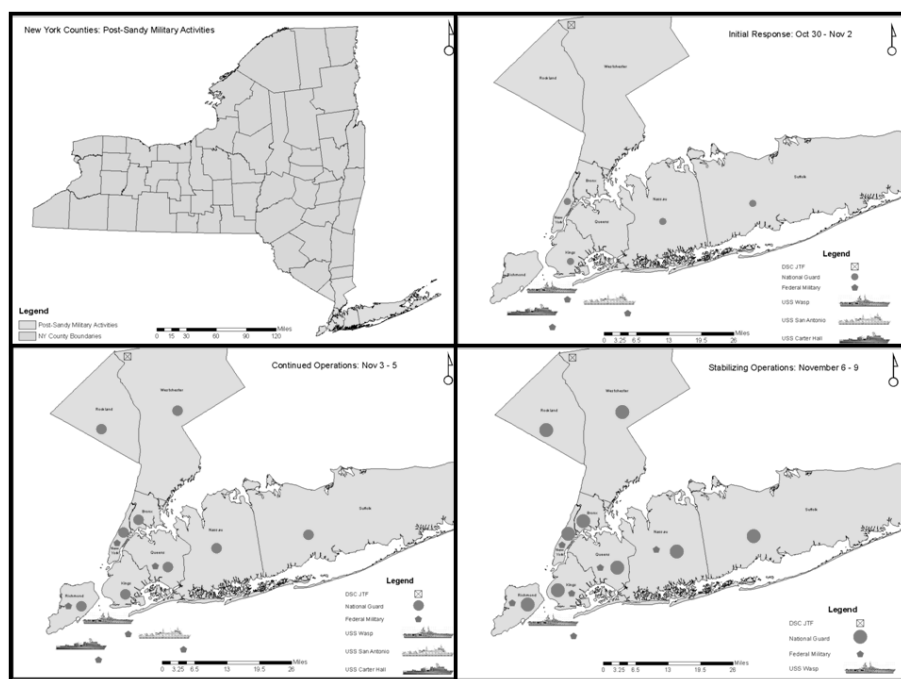 New York Counties: Post-Sandy Military Activities
Legend
Post-Sandy Military Activities
NY County Boundaries
0 15 30 60 90 120
Miles
Initial Response: Oct 30 - Nov 2
Rockland
Westchester
Bronx
New York
Queens
Nassau
Suffolk
Kings
Richmond
Legend
DSC JTF
National Guard
Federal Military
USS Wasp
USS San Antonio
USS Carter Hall
0 3.25 6.5 13 19.5 26
Miles
Continued Operations: Nov 3 - 5
Rockland
Westchester
Bronx
New York
Queens
Nassau
Suffolk
Kings
Richmond
Legend
DSC JTF
National Guard
Federal Military
USS Wasp
USS San Antonio
USS Carter Hall
0 3.25 6.5 13 19.5 26
Miles
Stabilizing Operations: November 6 - 9
Rockland
Westchester
Bronx
New York
Queens
Nassau
Suffolk
Kings
Richmond
Legend
DSC JTF
National Guard
Federal Military
USS Wasp
0 3.25 6.5 13 19.5 26
Miles